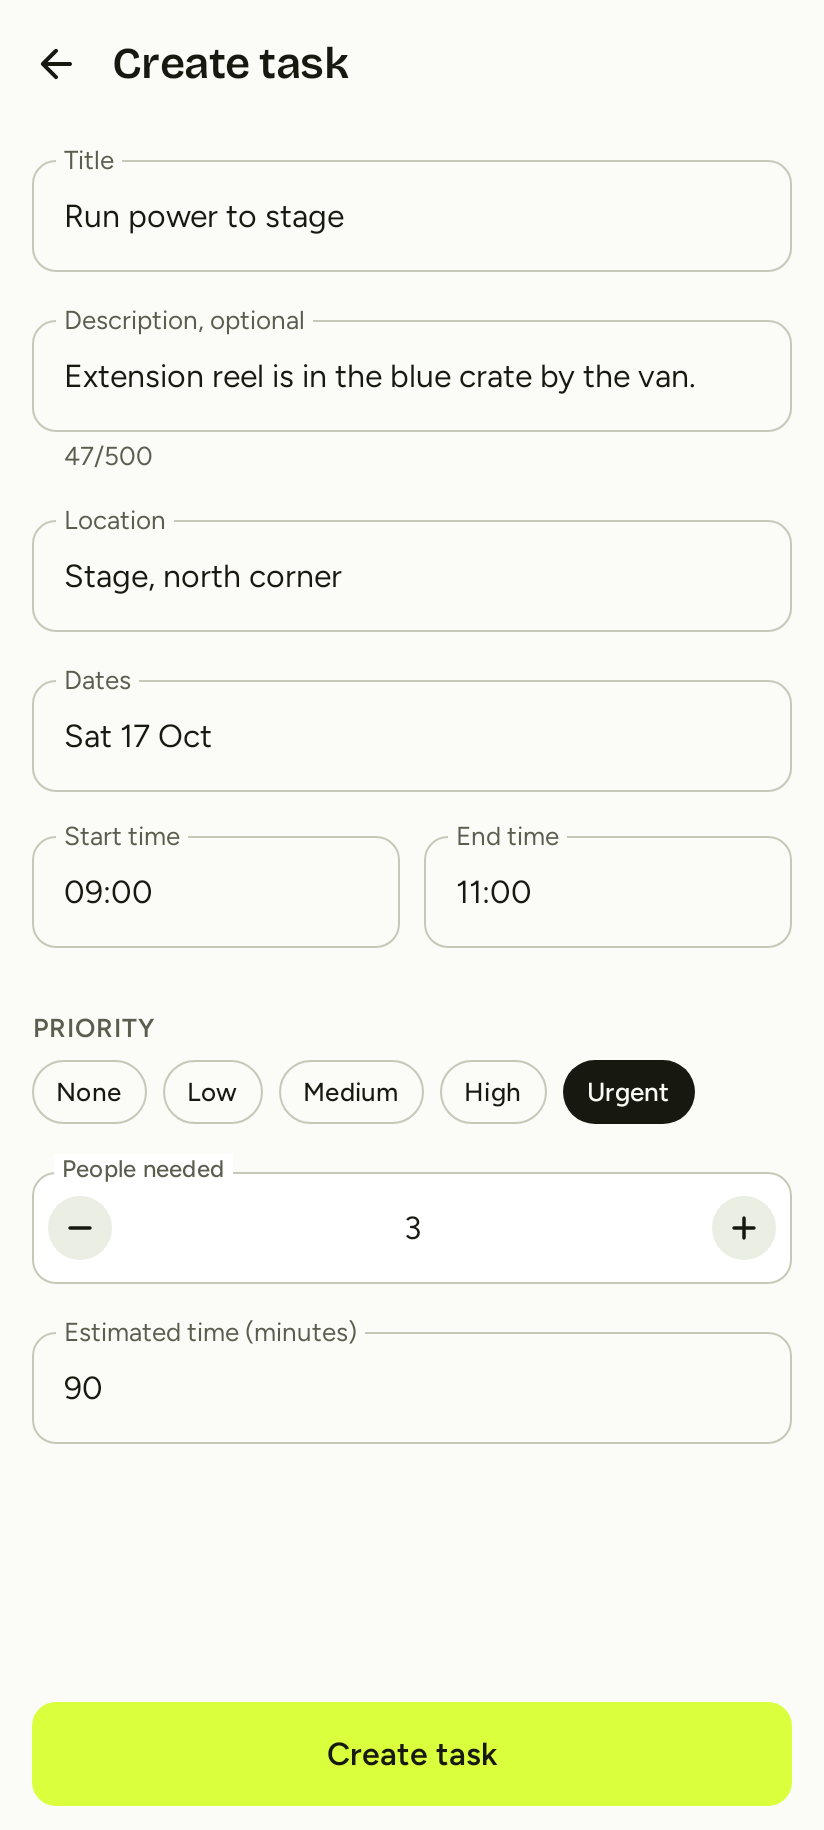 Create task
Title
Run power to stage
Description, optional
Extension reel is in the blue crate by the van.
47/500
Location
Stage, north corner
Dates
Sat 17 Oct
Start time
09:00
End time
11:00
PRIORITY
None
Low
Medium
High
Urgent
People needed
3
Estimated time (minutes)
90
Create task